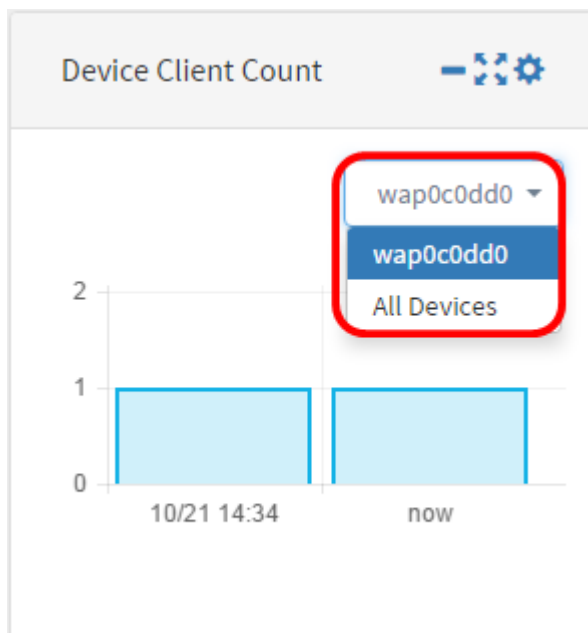 Device Client Count
wap0c0dd0
wap0c0dd0
All Devices
2
1
0
10/21 14:34 now